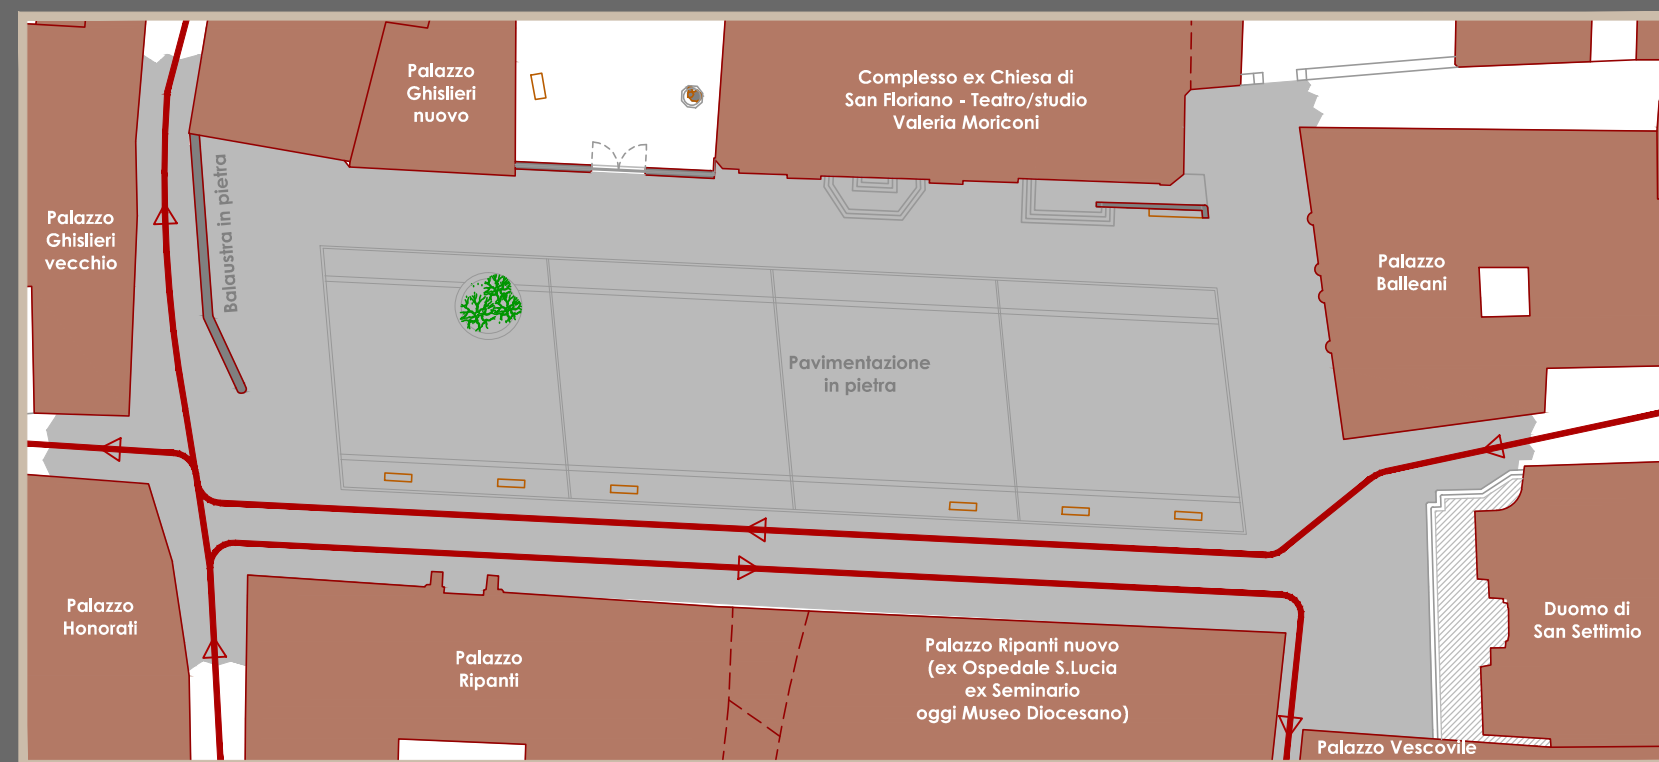 Palazzo
Ghislieri
nuovo
Complesso ex Chiesa di
San Floriano - Teatro/studio
Valeria Moriconi
Palazzo
Ghislieri
vecchio
Balaustra in pietra
Palazzo
Balleani
Pavimentazione
in pietra
Palazzo
Honorati
Palazzo
Ripanti
Palazzo Ripanti nuovo
(ex Ospedale S.Lucia
ex Seminario
oggi Museo Diocesano)
Duomo di
San Settimio
Palazzo Vescovile